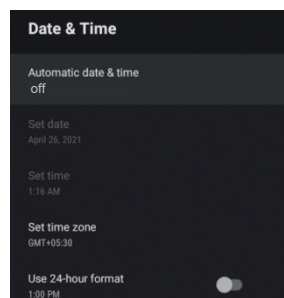 Date & Time
Automatic date & time
off
Set date
April 26, 2021
Set time
1:16 AM
Set time zone
GMT+05:30
Use 24-hour format
1:00 PM